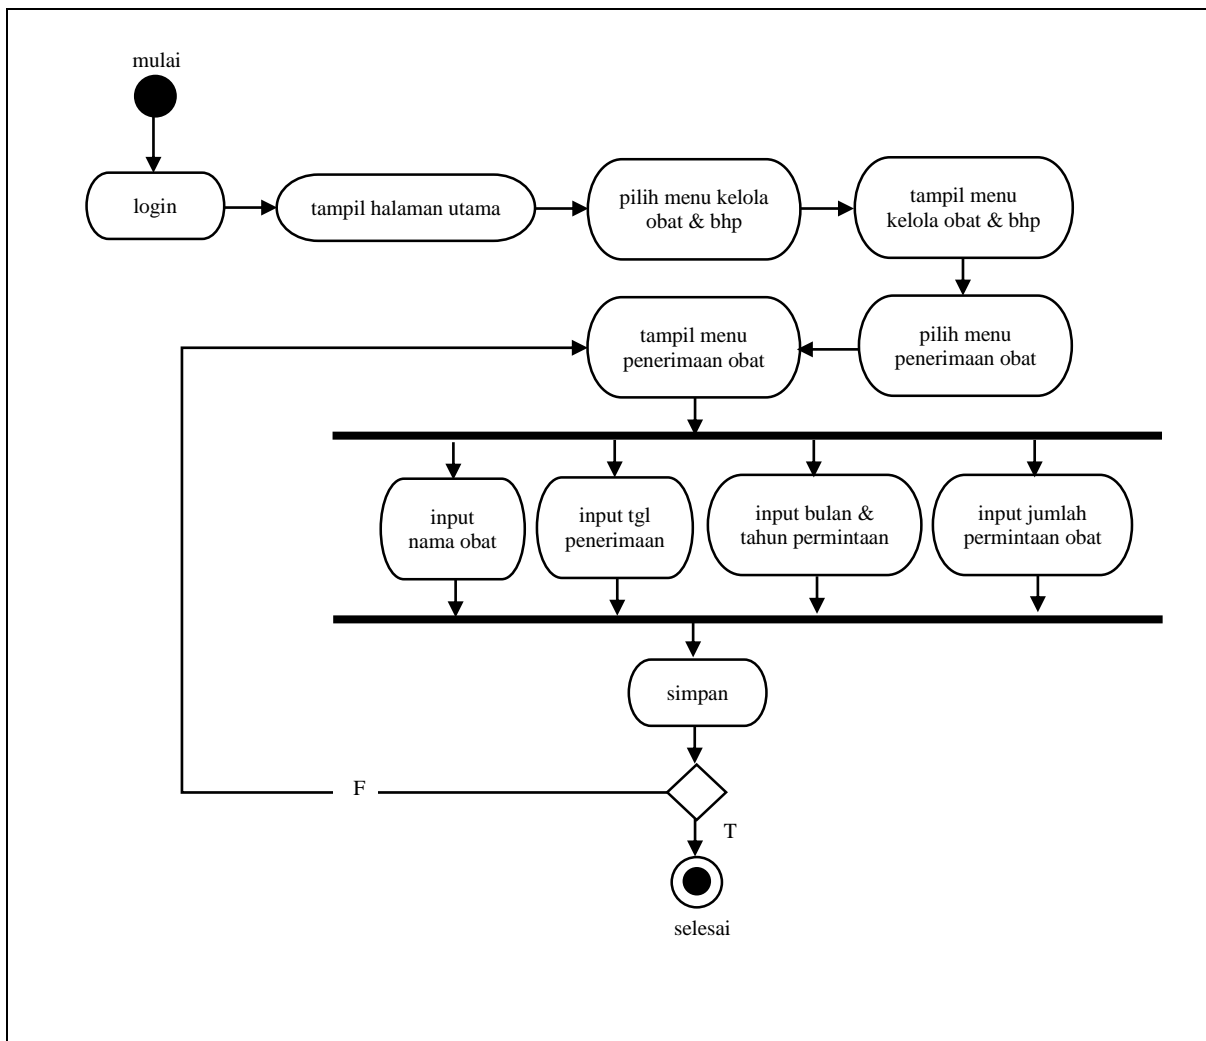 mulai
login
tampil halaman utama
pilih menu kelola
obat & bhp
tampil menu
kelola obat & bhp
tampil menu
penerimaan obat
pilih menu
penerimaan obat
input
nama obat
input tgl
penerimaan
input bulan &
tahun permintaan
input jumlah
permintaan obat
simpan
F
T
selesai